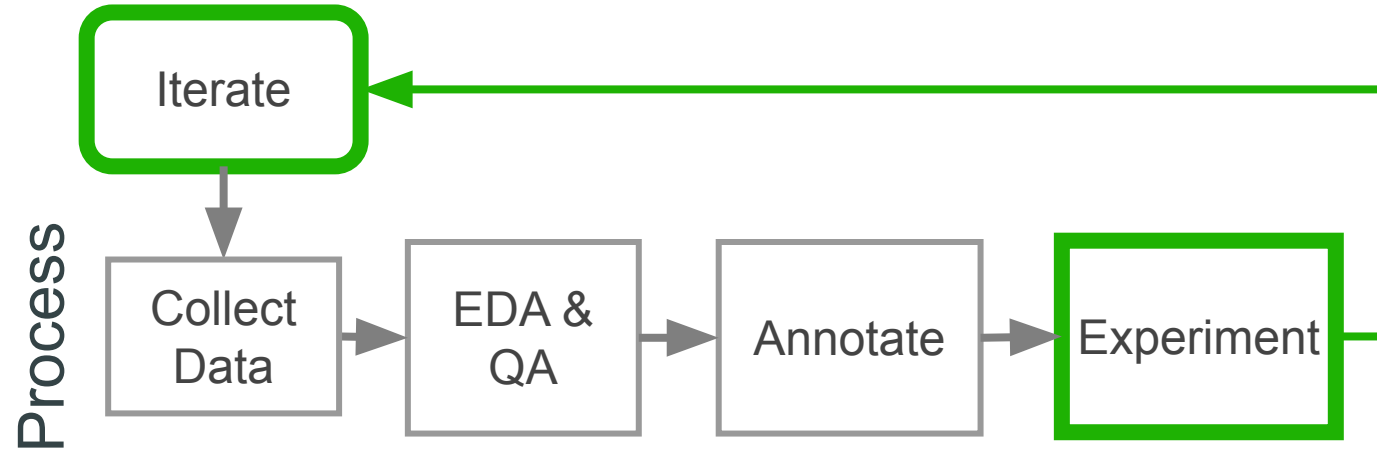 Iterate
Process
Collect
Data
EDA &
QA
Annotate
Experiment